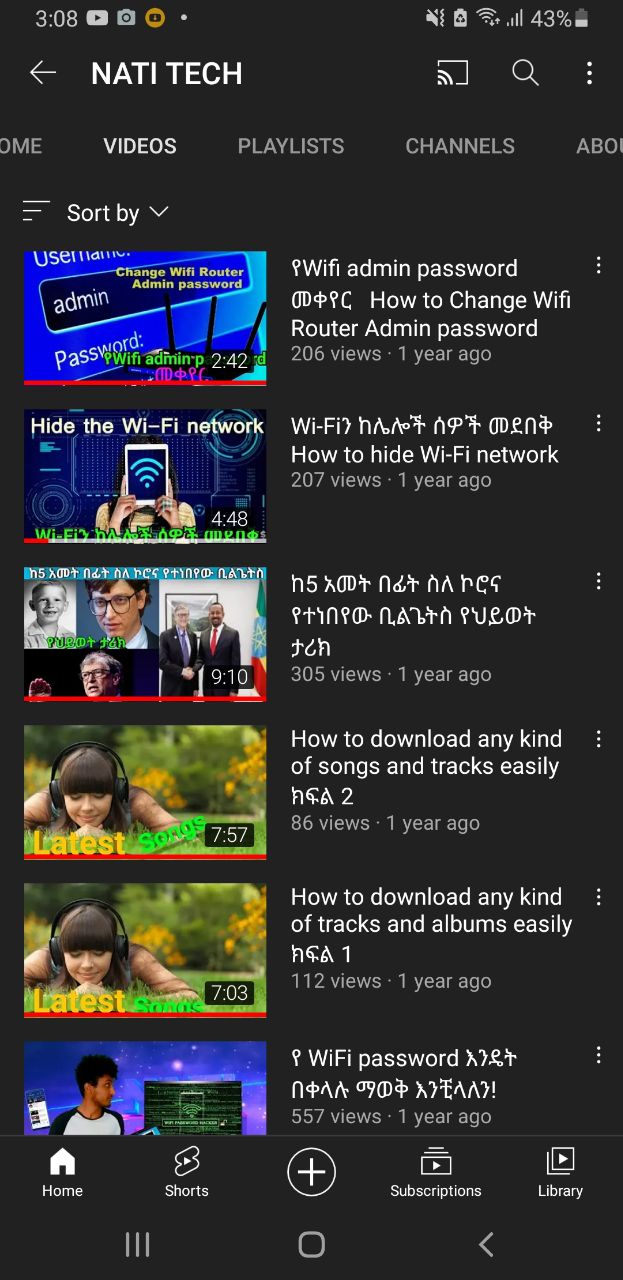 3:08
43%
NATI TECH
OME
VIDEOS
PLAYLISTS
CHANNELS
ABOU
Sort by
Username:
Change Wifi Router
Admin password
admin
Password:
የWifi admin p
rd
መቀየር
2:42
የWifi admin password
መቀየር How to Change Wifi
Router Admin password
206 views · 1 year ago
Hide the Wi-Fi network
Wi-Fiን ከሌሎች ሰዎች መደበቅ
4:48
Wi-Fiን ከሌሎች ሰዎች መደበቅ
How to hide Wi-Fi network
207 views · 1 year ago
ከ5 አመት በፊት ስለ ኮሮና የተነበየው ቢልጌትስ
የህይወት ታሪክ
9:10
ከ5 አመት በፊት ስለ ኮሮና
የተነበየው ቢልጌትስ የህይወት
ታሪክ
305 views · 1 year ago
Latest Songs
7:57
How to download any kind
of songs and tracks easily
ክፍል 2
86 views · 1 year ago
Latest Songs
7:03
How to download any kind
of tracks and albums easily
ክፍል 1
112 views · 1 year ago
WIFI PASSWORD HACKER
የ WiFi password እንዴት
በቀላሉ ማወቅ እንቺላለን!
557 views · 1 year ago
Home
Shorts
Subscriptions
Library